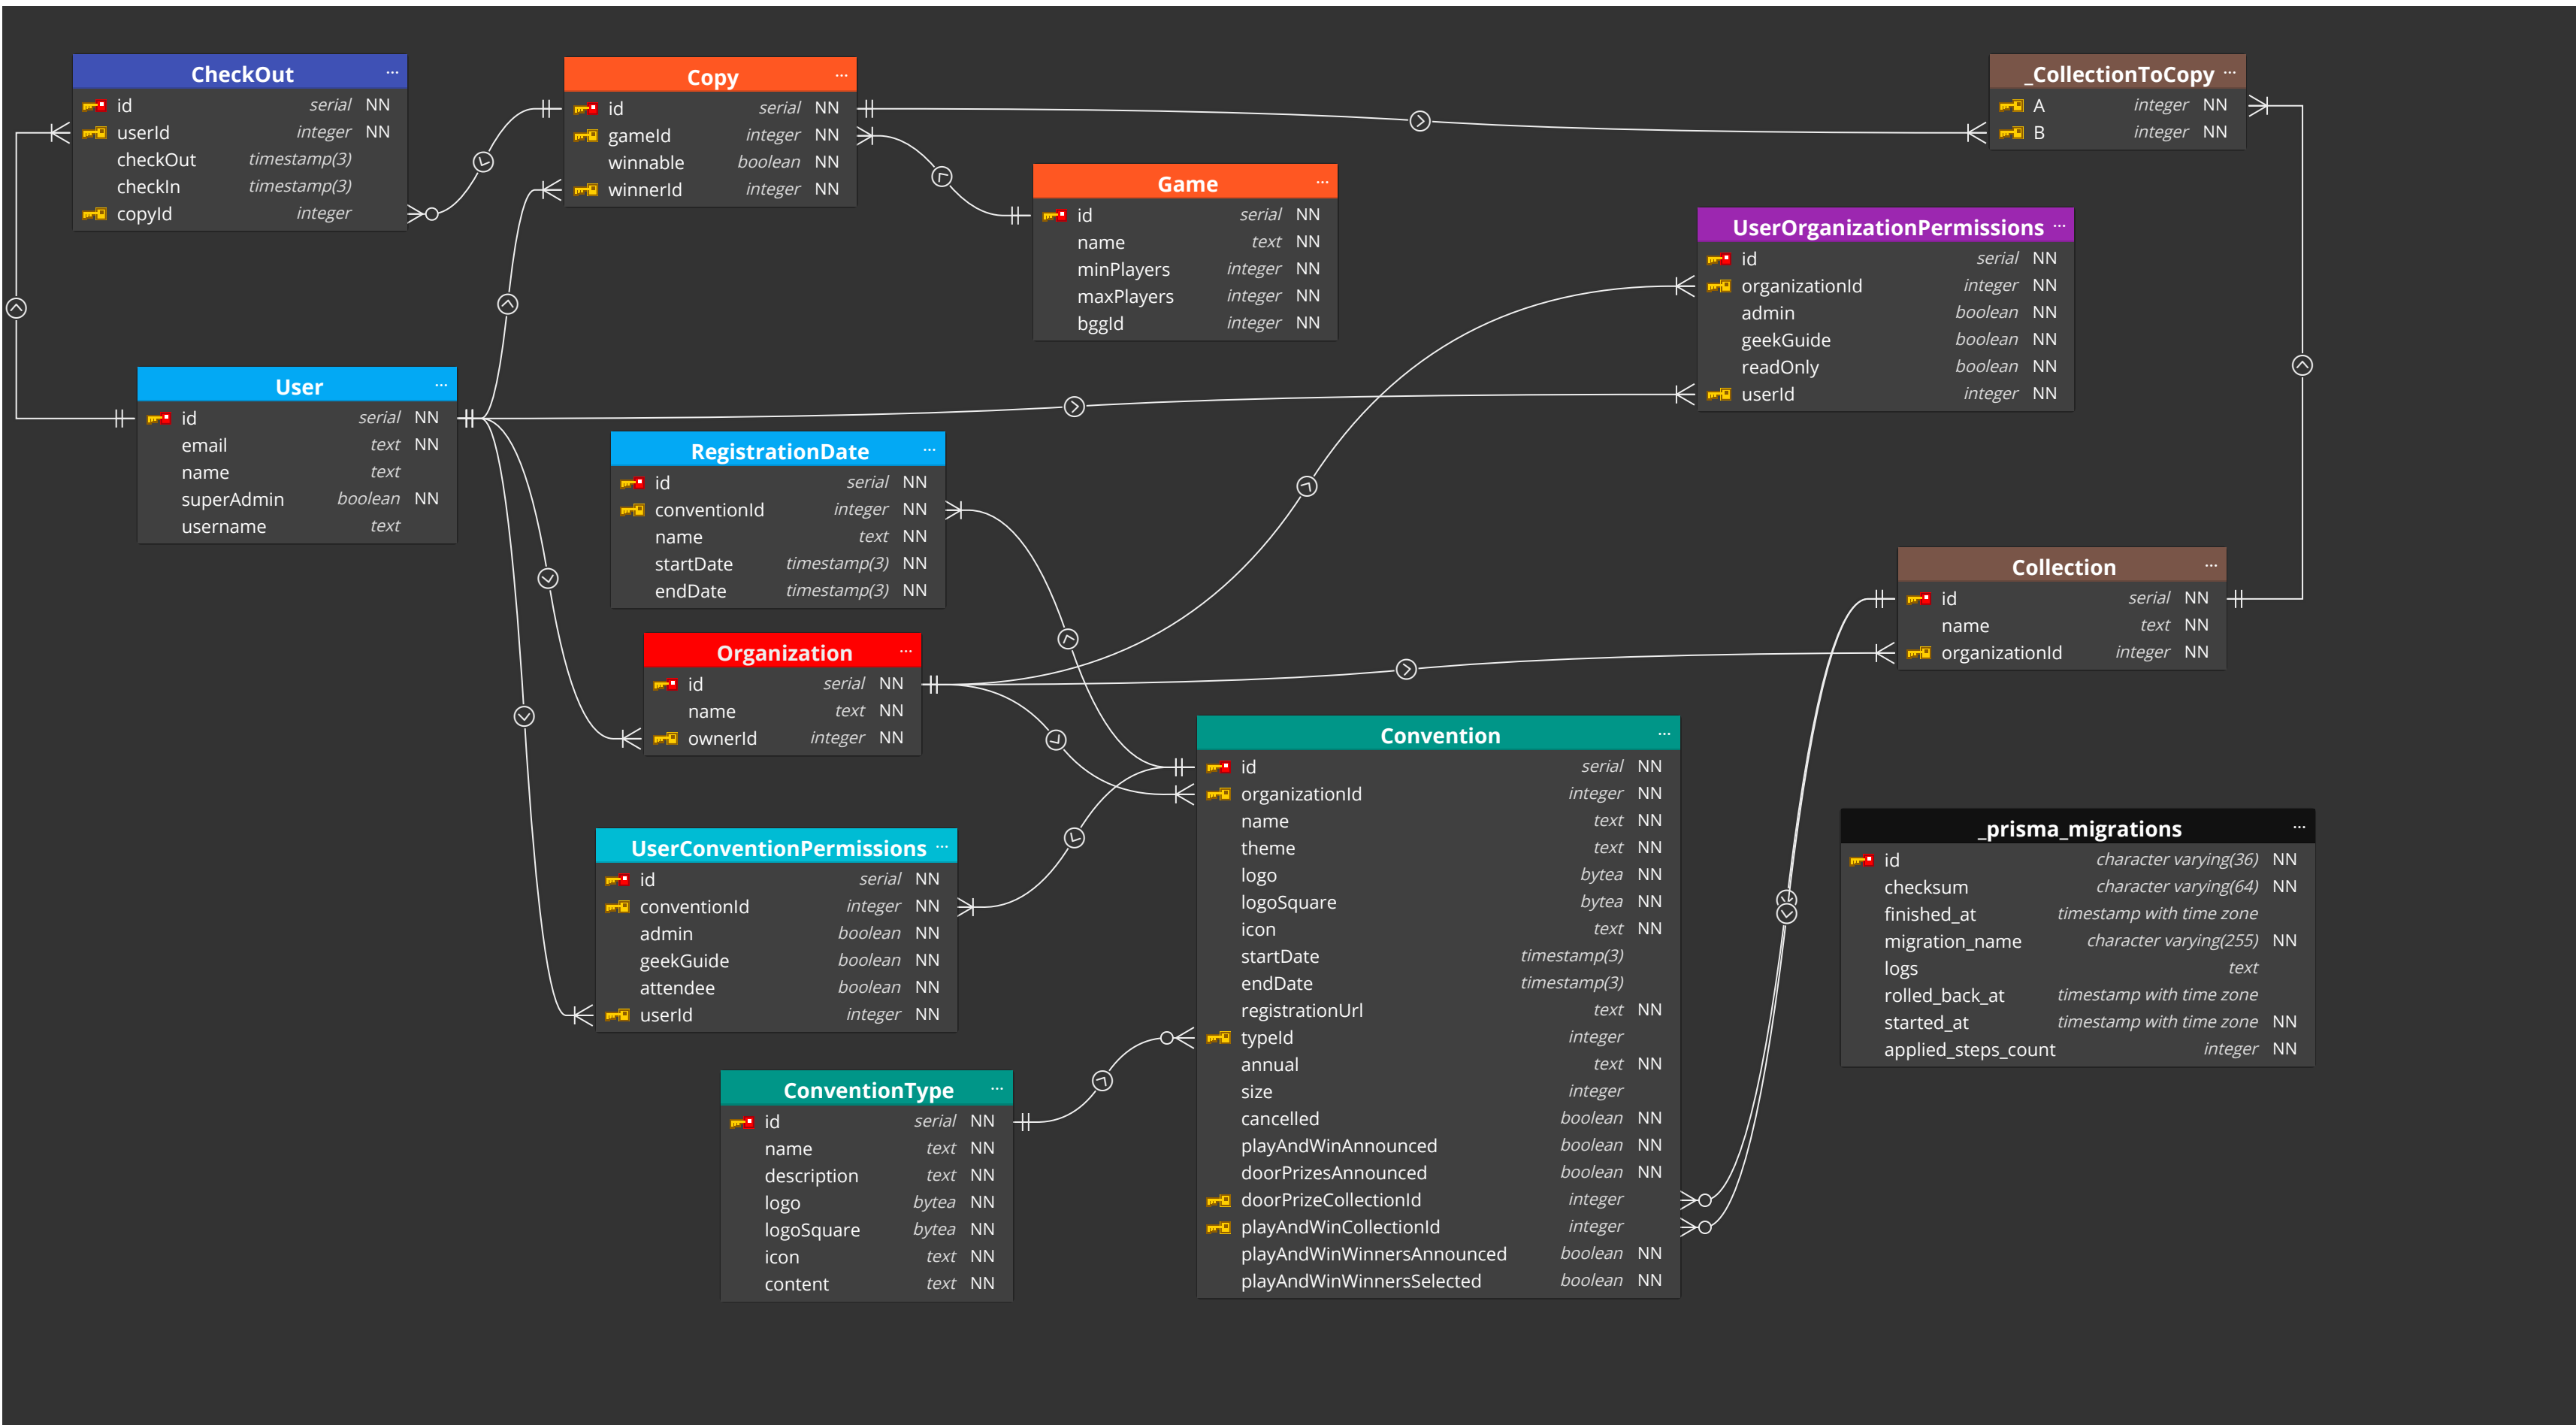 CheckOut ...
id serial NN
userId integer NN
checkOut timestamp(3)
checkIn timestamp(3)
copyId integer
Copy ...
id serial NN
gameId integer NN
winnable boolean NN
winnerId integer NN
_CollectionToCopy ...
A integer NN
B integer NN
Game ...
id serial NN
name text NN
minPlayers integer NN
maxPlayers integer NN
bggId integer NN
UserOrganizationPermissions ...
id serial NN
organizationId integer NN
admin boolean NN
geekGuide boolean NN
readOnly boolean NN
userId integer NN
User ...
id serial NN
email text NN
name text
superAdmin boolean NN
username text
RegistrationDate ...
id serial NN
conventionId integer NN
name text NN
startDate timestamp(3) NN
endDate timestamp(3) NN
Collection ...
id serial NN
name text NN
organizationId integer NN
Organization ...
id serial NN
name text NN
ownerId integer NN
Convention ...
id serial NN
organizationId integer NN
name text NN
theme text NN
logo bytea NN
logoSquare bytea NN
icon text NN
startDate timestamp(3)
endDate timestamp(3)
registrationUrl text NN
typeId integer
annual text NN
size integer
cancelled boolean NN
playAndWinAnnounced boolean NN
doorPrizesAnnounced boolean NN
doorPrizeCollectionId integer
playAndWinCollectionId integer
playAndWinWinnersAnnounced boolean NN
playAndWinWinnersSelected boolean NN
_prisma_migrations ...
id character varying(36) NN
checksum character varying(64) NN
finished_at timestamp with time zone
migration_name character varying(255) NN
logs text
rolled_back_at timestamp with time zone
started_at timestamp with time zone NN
applied_steps_count integer NN
UserConventionPermissions ...
id serial NN
conventionId integer NN
admin boolean NN
geekGuide boolean NN
attendee boolean NN
userId integer NN
ConventionType ...
id serial NN
name text NN
description text NN
logo bytea NN
logoSquare bytea NN
icon text NN
content text NN